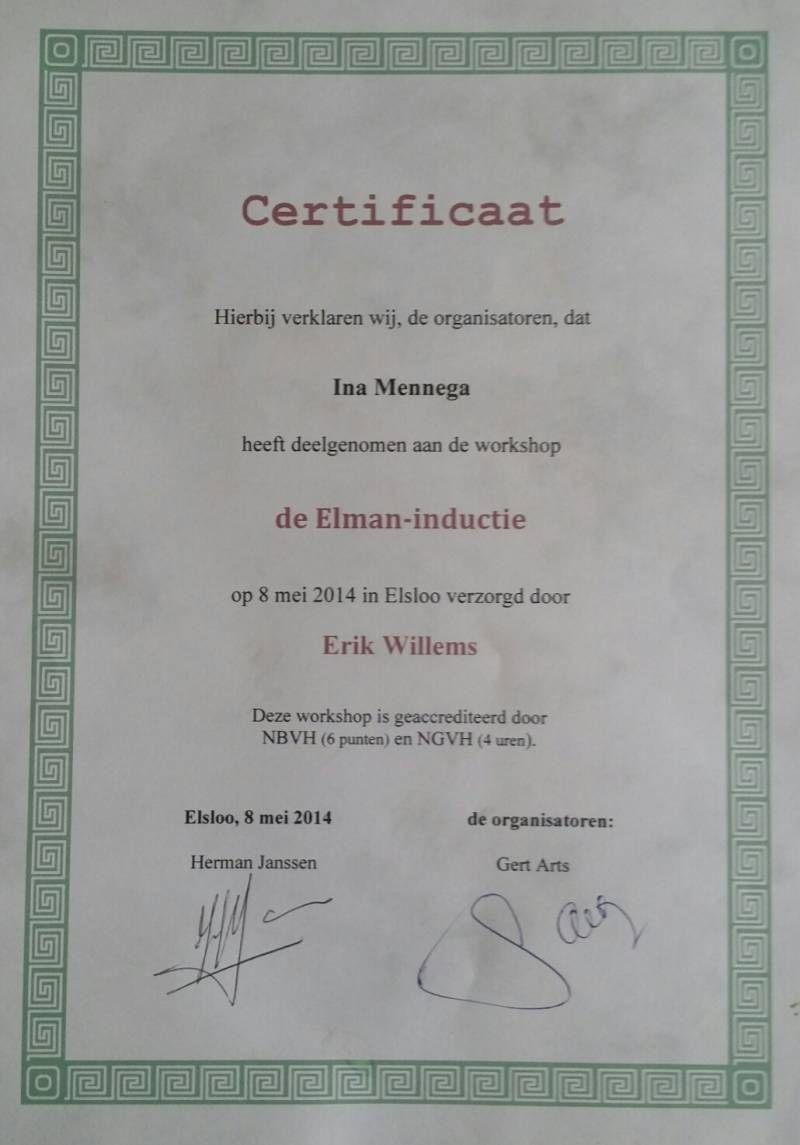 Certificaat
Hierbij verklaren wij, de organisatoren, dat
Ina Mennega
heeft deelgenomen aan de workshop
de Elman-inductie
op 8 mei 2014 in Elsloo verzorgd door
Erik Willems
Deze workshop is geaccrediteerd door
NBVH (6 punten) en NGVH (4 uren).
Elsloo, 8 mei 2014 de organisatoren:
Herman Janssen Gert Arts